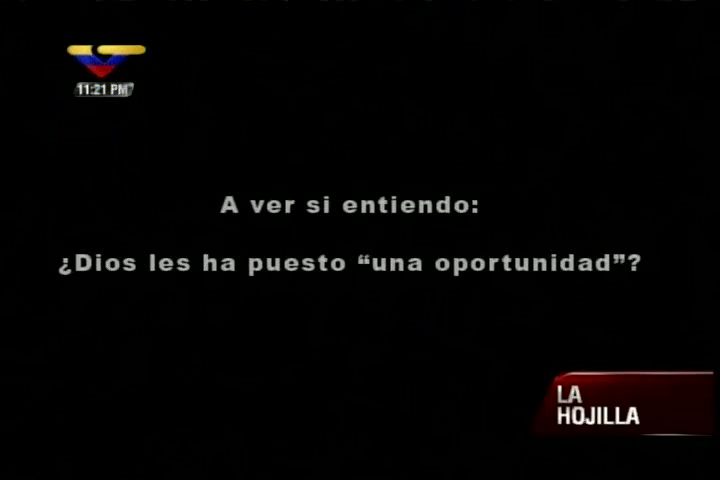 11:21 PM
A ver si entiendo:
¿Dios les ha puesto “una oportunidad”?
LA
HOJILLA